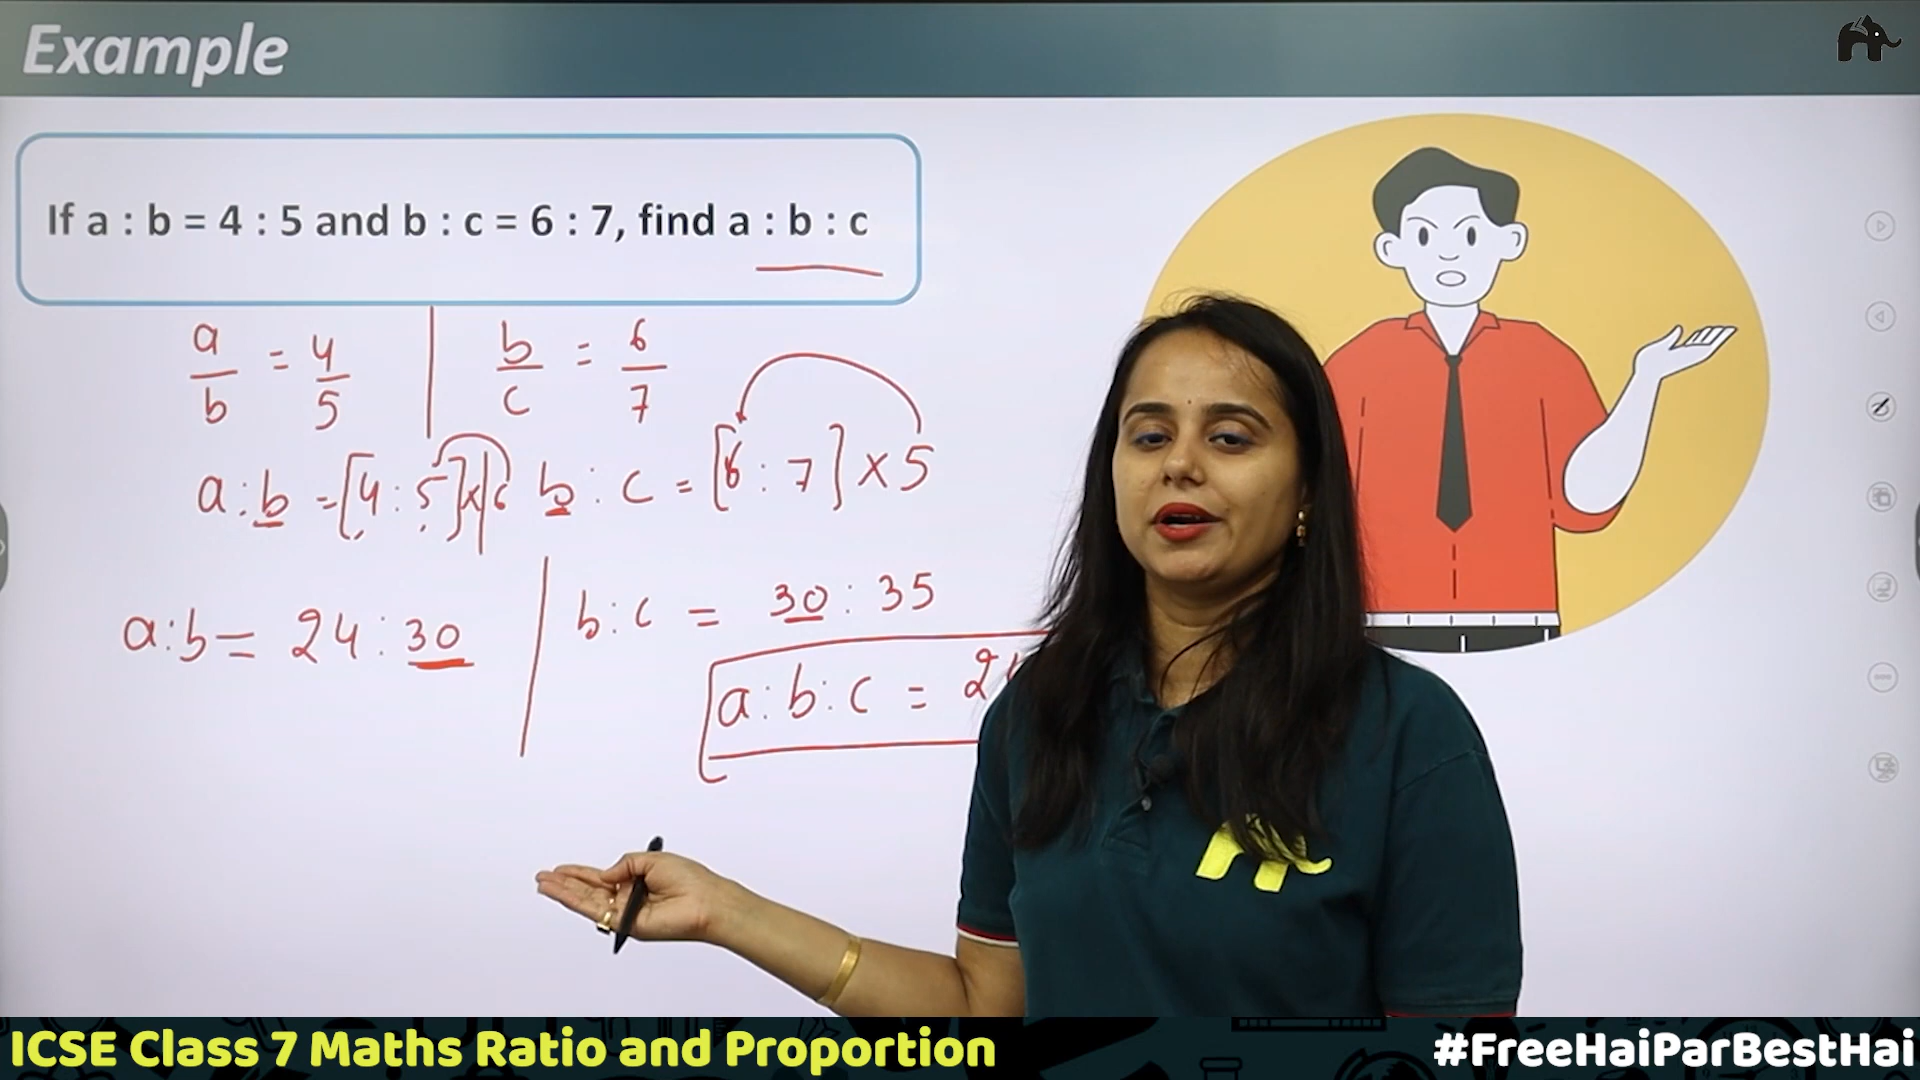 Example
If a : b = 4 : 5 and b : c = 6 : 7, find a : b : c
a/b = 4/5 | b/c = 6/7
a : b = [4 : 5] x 6 | b : c = [6 : 7] x 5
a : b = 24 : 30 | b : c = 30 : 35
a : b : c = 2
ICSE Class 7 Maths Ratio and Proportion
#FreeHaiParBestHai